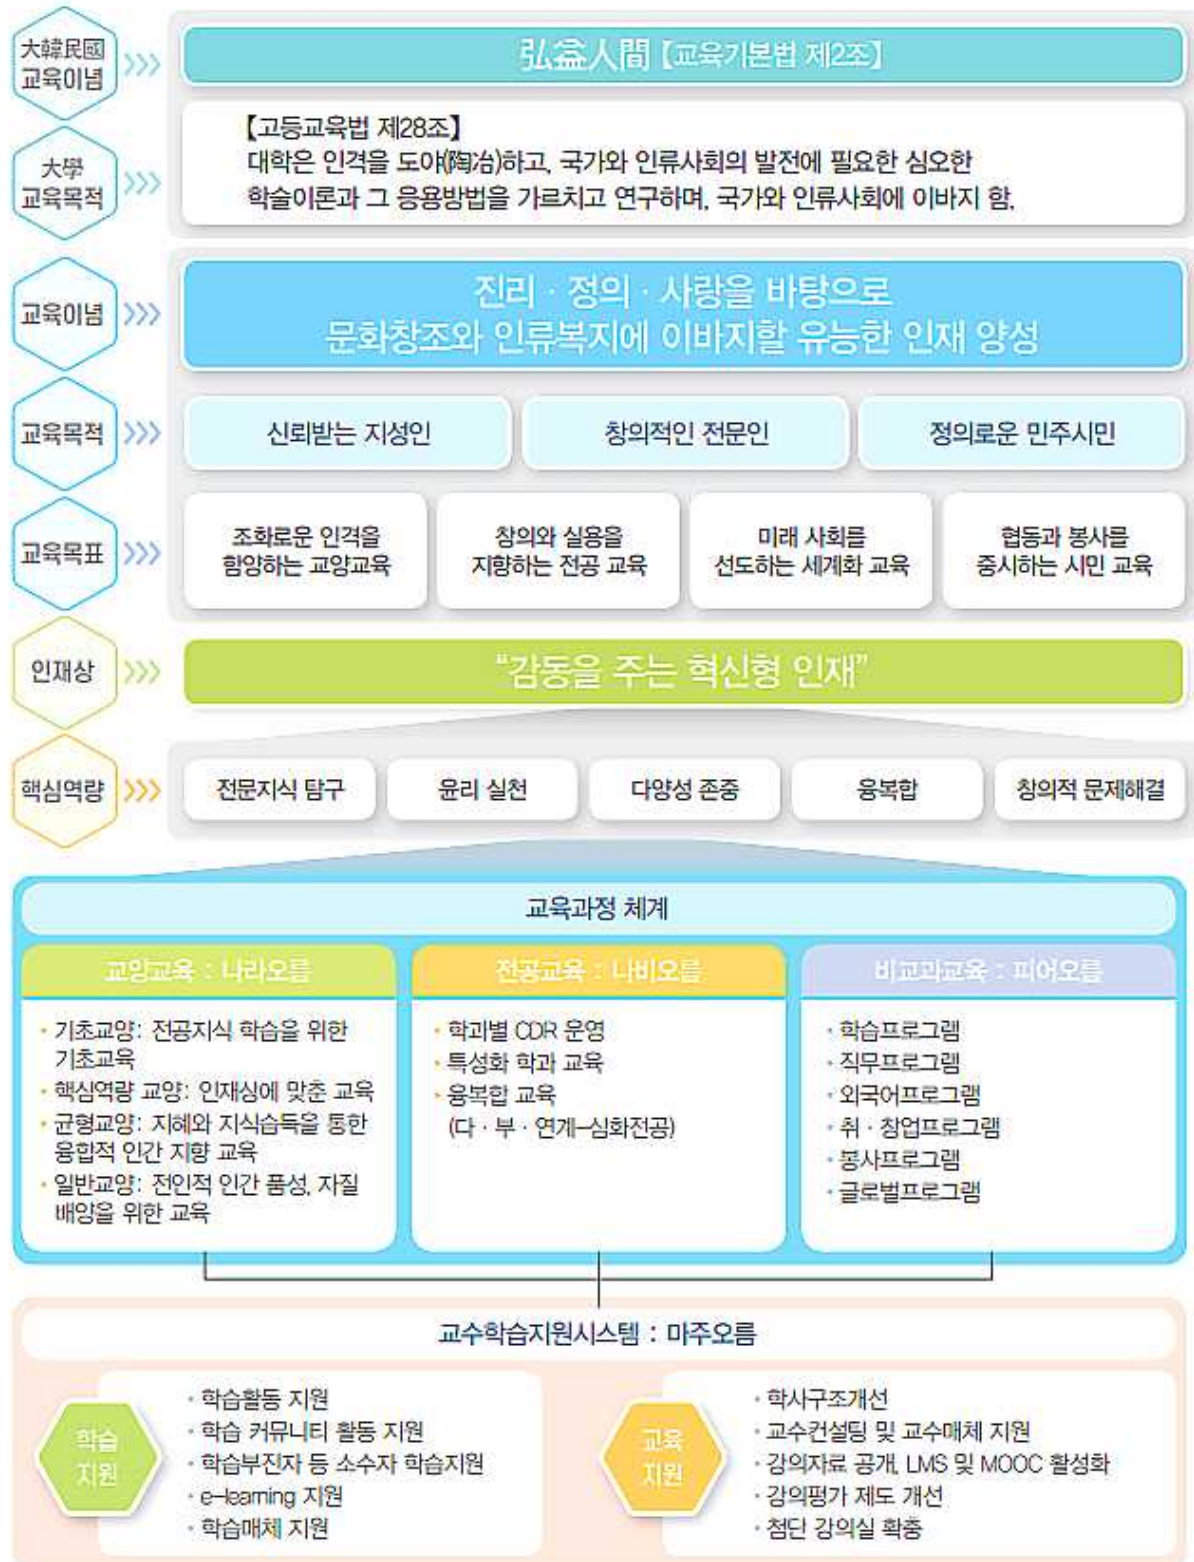 大韓民國
교육이념
弘益人間【교육기본법 제2조】
大學
교육목적
【고등교육법 제28조】
대학은 인격을 도야(陶冶)하고, 국가와 인류사회의 발전에 필요한 심오한
학술이론과 그 응용방법을 가르치고 연구하며, 국가와 인류사회에 이바지 함.
교육이념
진리 · 정의 · 사랑을 바탕으로
문화창조와 인류복지에 이바지할 유능한 인재 양성
교육목적
신뢰받는 지성인
창의적인 전문인
정의로운 민주시민
교육목표
조화로운 인격을
함양하는 교양교육
창의와 실용을
지향하는 전공 교육
미래 사회를
선도하는 세계화 교육
협동과 봉사를
중시하는 시민 교육
인재상
"감동을 주는 혁신형 인재"
핵심역량
전문지식 탐구
윤리 실천
다양성 존중
융복합
창의적 문제해결
교육과정 체계
교양교육 : 나라오름
· 기초교양: 전공지식 학습을 위한
기초교육
· 핵심역량 교양: 인재상에 맞춘 교육
· 균형교양: 지혜와 지식습득을 통한
융합적 인간 지향 교육
· 일반교양: 전인적 인간 품성, 자질
배양을 위한 교육
전공교육 : 나비오름
· 학과별 CDR 운영
· 특성화 학과 교육
· 융복합 교육
(다 · 부 · 연계-심화전공)
비교과교육 : 피어오름
· 학습프로그램
· 직무프로그램
· 외국어프로그램
· 취 · 창업프로그램
· 봉사프로그램
· 글로벌프로그램
교수학습지원시스템 : 마주오름
학습
지원
· 학습활동 지원
· 학습 커뮤니티 활동 지원
· 학습부진자 등 소수자 학습지원
· e-learning 지원
· 학습매체 지원
교육
지원
· 학사구조개선
· 교수컨설팅 및 교수매체 지원
· 강의자료 공개, LMS 및 MOOC 활성화
· 강의평가 제도 개선
· 첨단 강의실 확충